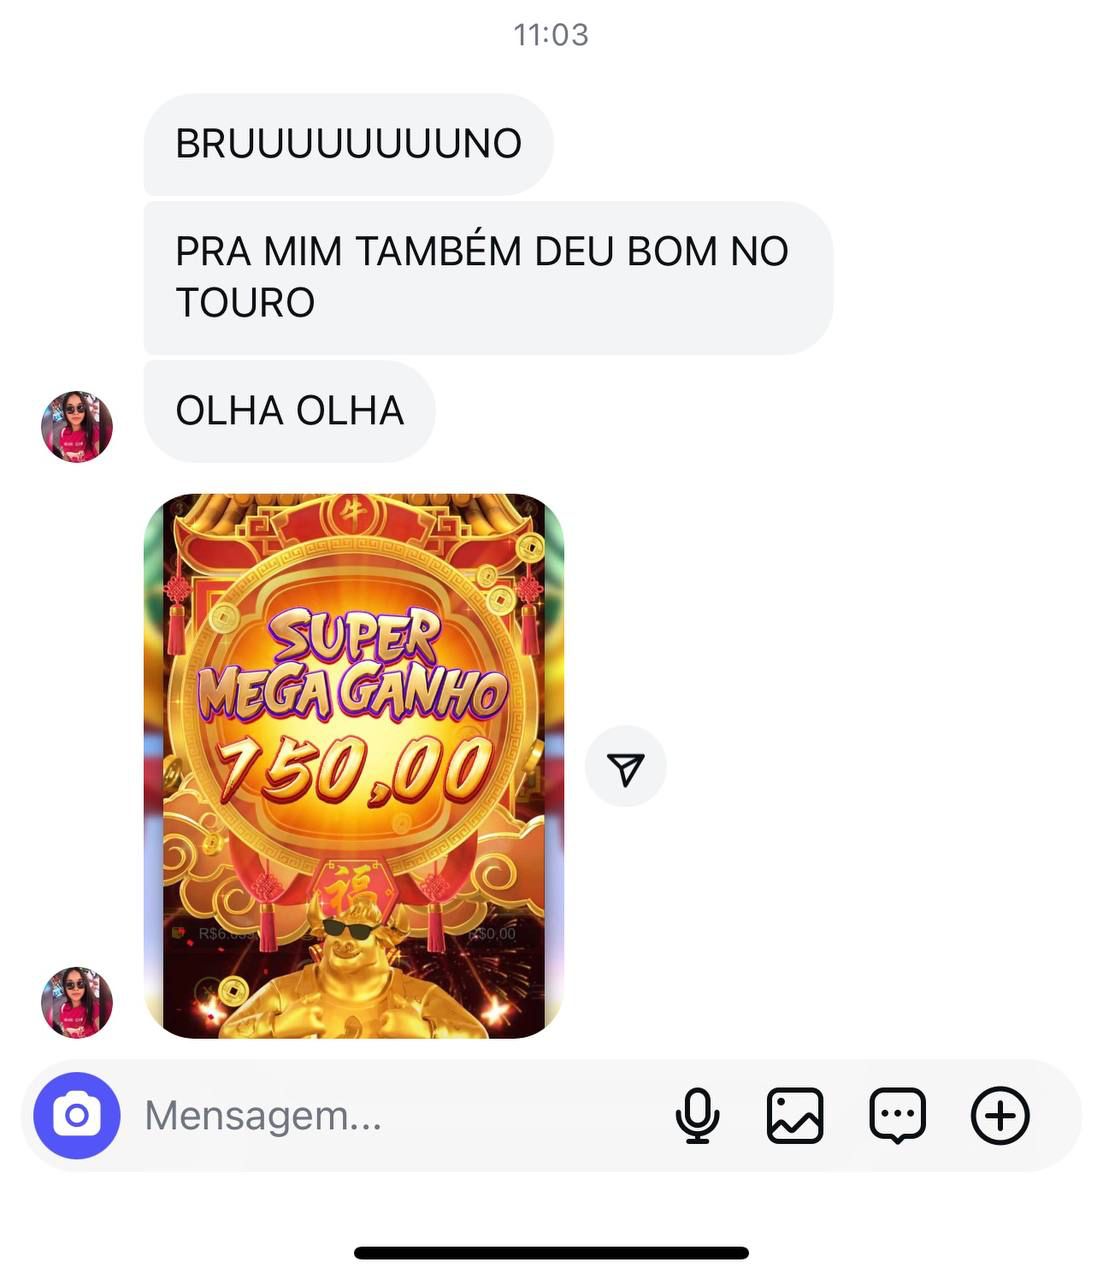 11:03
BRUUUUUUUUNO
PRA MIM TAMBÉM DEU BOM NO
TOURO
OLHA OLHA
牛
SUPER
MEGA GANHO
750,00
福
R$0,00
Mensagem...